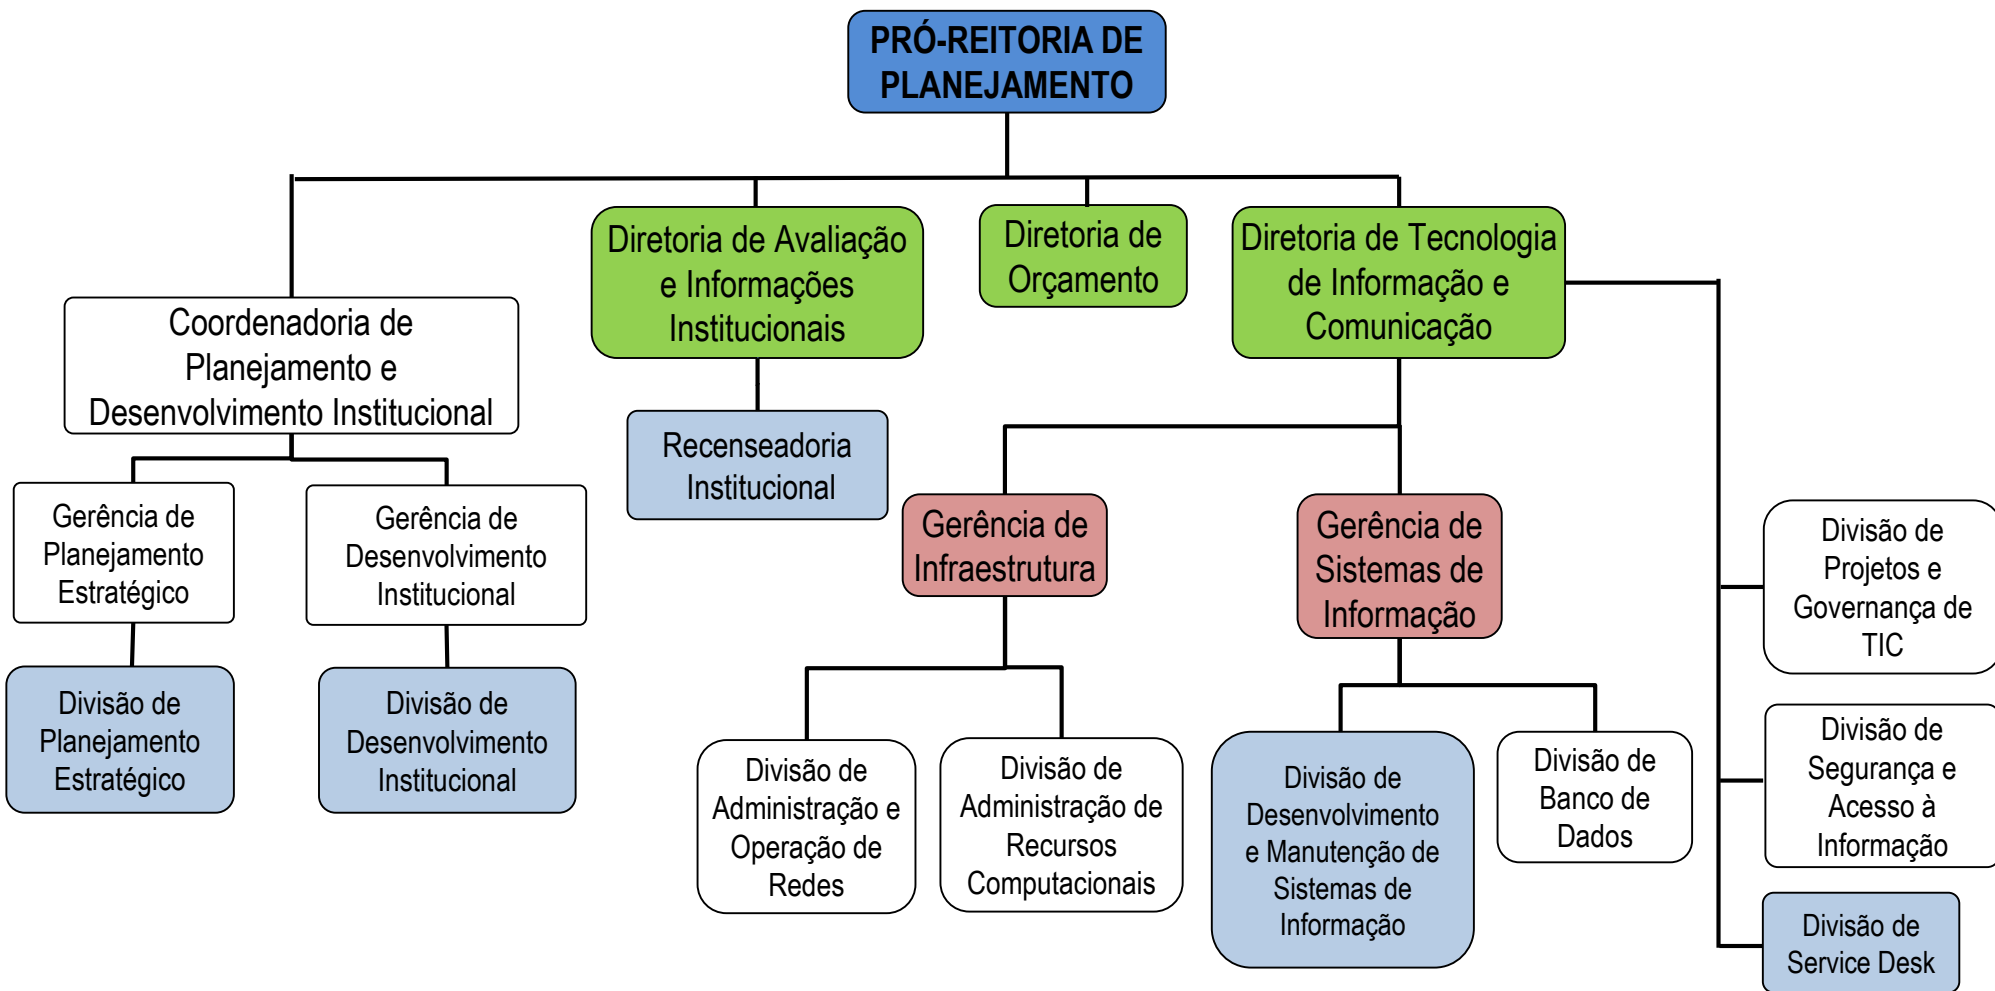 PRÓ-REITORIA DE
PLANEJAMENTO
Diretoria de Avaliação
e Informações
Institucionais
Diretoria de
Orçamento
Diretoria de Tecnologia
de Informação e
Comunicação
Coordenadoria de
Planejamento e
Desenvolvimento Institucional
Recenseadoria
Institucional
Gerência de
Planejamento
Estratégico
Gerência de
Desenvolvimento
Institucional
Gerência de
Infraestrutura
Gerência de
Sistemas de
Informação
Divisão de
Projetos e
Governança de
TIC
Divisão de
Planejamento
Estratégico
Divisão de
Desenvolvimento
Institucional
Divisão de
Administração e
Operação de
Redes
Divisão de
Administração de
Recursos
Computacionais
Divisão de
Desenvolvimento
e Manutenção de
Sistemas de
Informação
Divisão de
Banco de
Dados
Divisão de
Segurança e
Acesso à
Informação
Divisão de
Service Desk